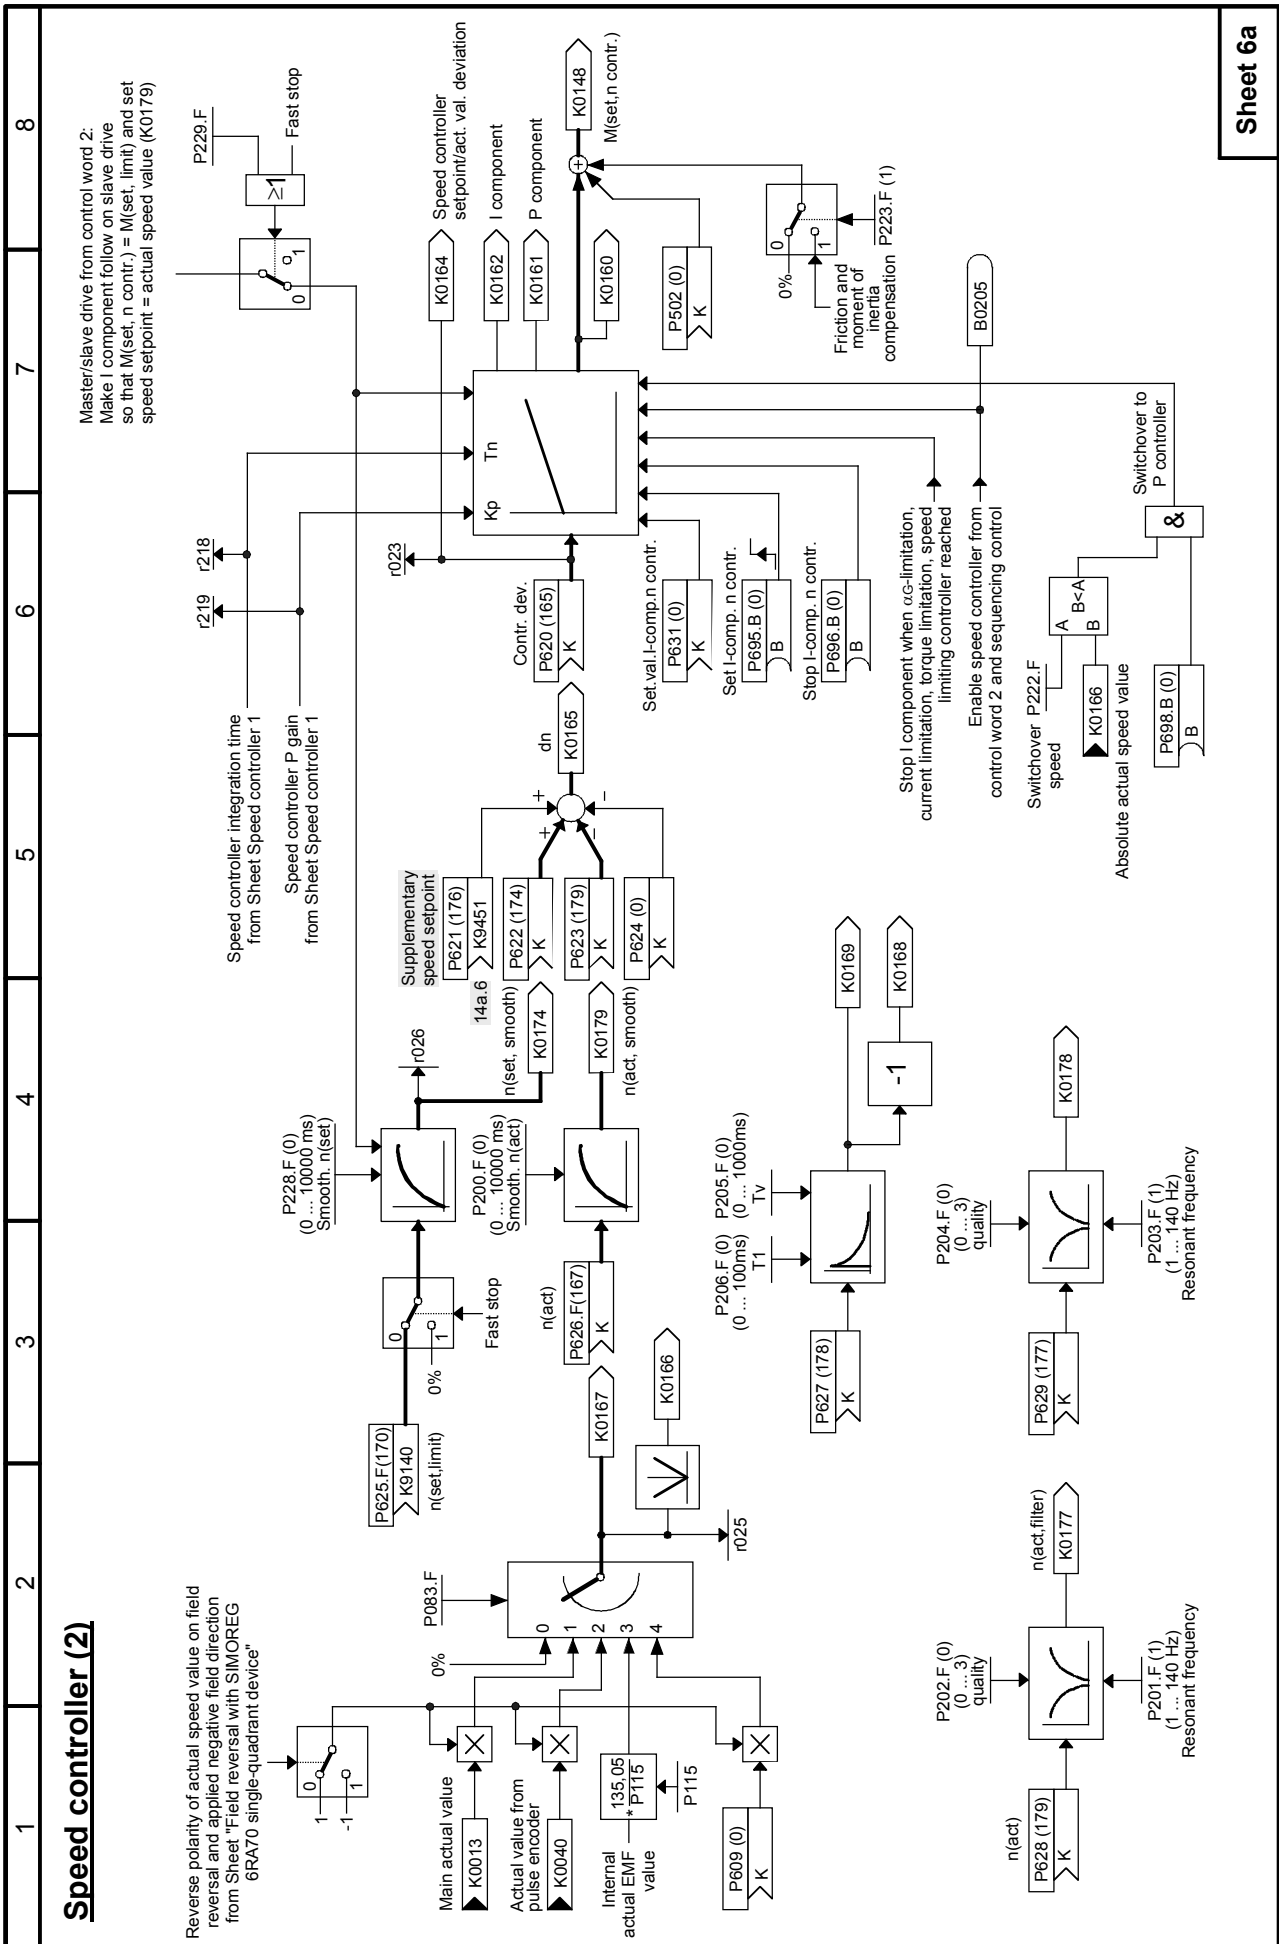 Speed controller (2)
1
2
3
4
5
6
7
8
Reverse polarity of actual speed value on field
reversal and applied negative field direction
from Sheet "Field reversal with SIMOREG
6RA70 single-quadrant device"
0
1
1
-1
Main actual value
K0013
Actual value from
pulse encoder
K0040
Internal
actual EMF
value
135,05
* P115
P115
P609 (0)
K
0%
P083.F
0
1
2
3
4
r025
K0166
K0167
P625.F(170)
K9140
n(set,limit)
0%
0
1
Fast stop
n(act)
P626.F(167)
K
P228.F (0)
(0 ... 10000 ms)
Smooth. n(set)
P200.F (0)
(0 ... 10000 ms)
Smooth. n(act)
r026
n(set, smooth)
K0174
K0179
n(act, smooth)
Supplementary
speed setpoint
P621 (176)
K9451
14a.6
P622 (174)
K
P623 (179)
K
P624 (0)
K
+
+
–
–
dn
K0165
Contr. dev.
P620 (165)
K
r023
Speed controller integration time
from Sheet Speed controller 1
Speed controller P gain
from Sheet Speed controller 1
r219
r218
Kp
Tn
Master/slave drive from control word 2:
Make I component follow on slave drive
so that M(set, n contr.) = M(set, limit) and set
speed setpoint = actual speed value (K0179)
P229.F
≥1
Fast stop
0
1
K0164
Speed controller
setpoint/act. val. deviation
K0162
I component
K0161
P component
K0160
+
K0148
M(set,n contr.)
P502 (0)
K
0%
0
1
P223.F (1)
Friction and
moment of
inertia
compensation
Set.val.I-comp.n contr.
P631 (0)
K
Set I-comp. n contr.
P695.B (0)
B
Stop I-comp. n contr.
P696.B (0)
B
Stop I component when αG-limitation,
current limitation, torque limitation, speed
limiting controller reached
Enable speed controller from
control word 2 and sequencing control
B0205
Switchover
speed
P222.F
A
B<A
B
K0166
Absolute actual speed value
P698.B (0)
B
&
Switchover to
P controller
P206.F (0)
(0 ... 100ms)
T1
P205.F (0)
(0 ... 1000ms)
Tv
P627 (178)
K
K0169
-1
K0168
n(act)
P628 (179)
K
P202.F (0)
(0 ... 3)
quality
P201.F (1)
(1 ... 140 Hz)
Resonant frequency
n(act,filter)
K0177
P629 (177)
K
P204.F (0)
(0 ... 3)
quality
P203.F (1)
(1 ... 140 Hz)
Resonant frequency
K0178
Sheet 6a